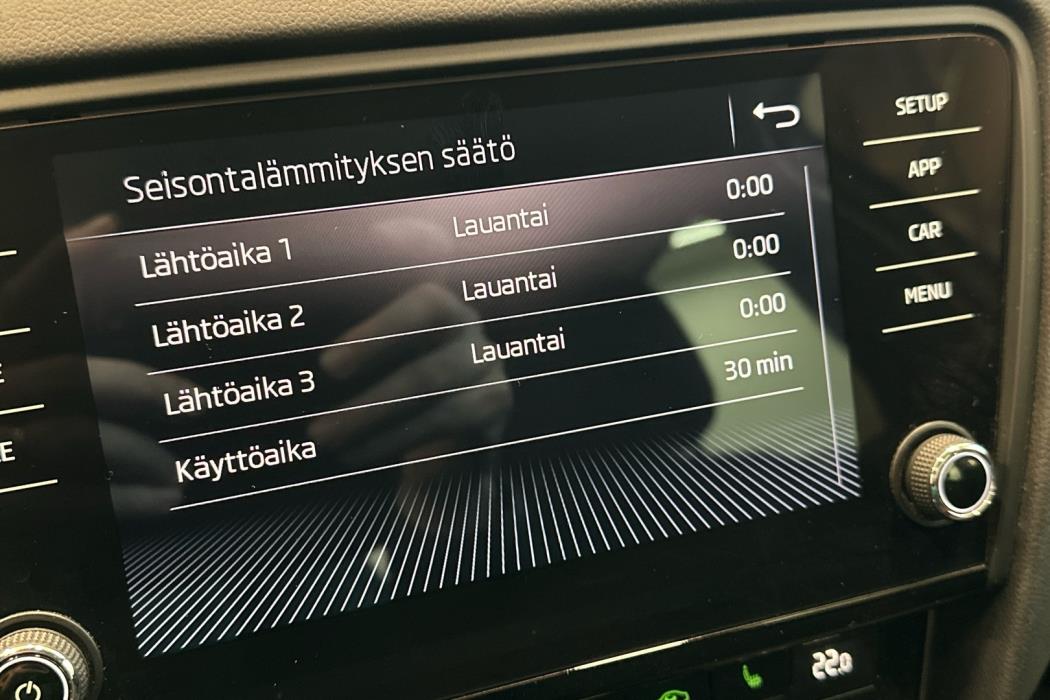 Seisontalämmityksen säätö
Lähtöaika 1 Lauantai 0:00
Lähtöaika 2 Lauantai 0:00
Lähtöaika 3 Lauantai 0:00
Käyttöaika 30 min
SETUP
APP
CAR
MENU
E
22.0